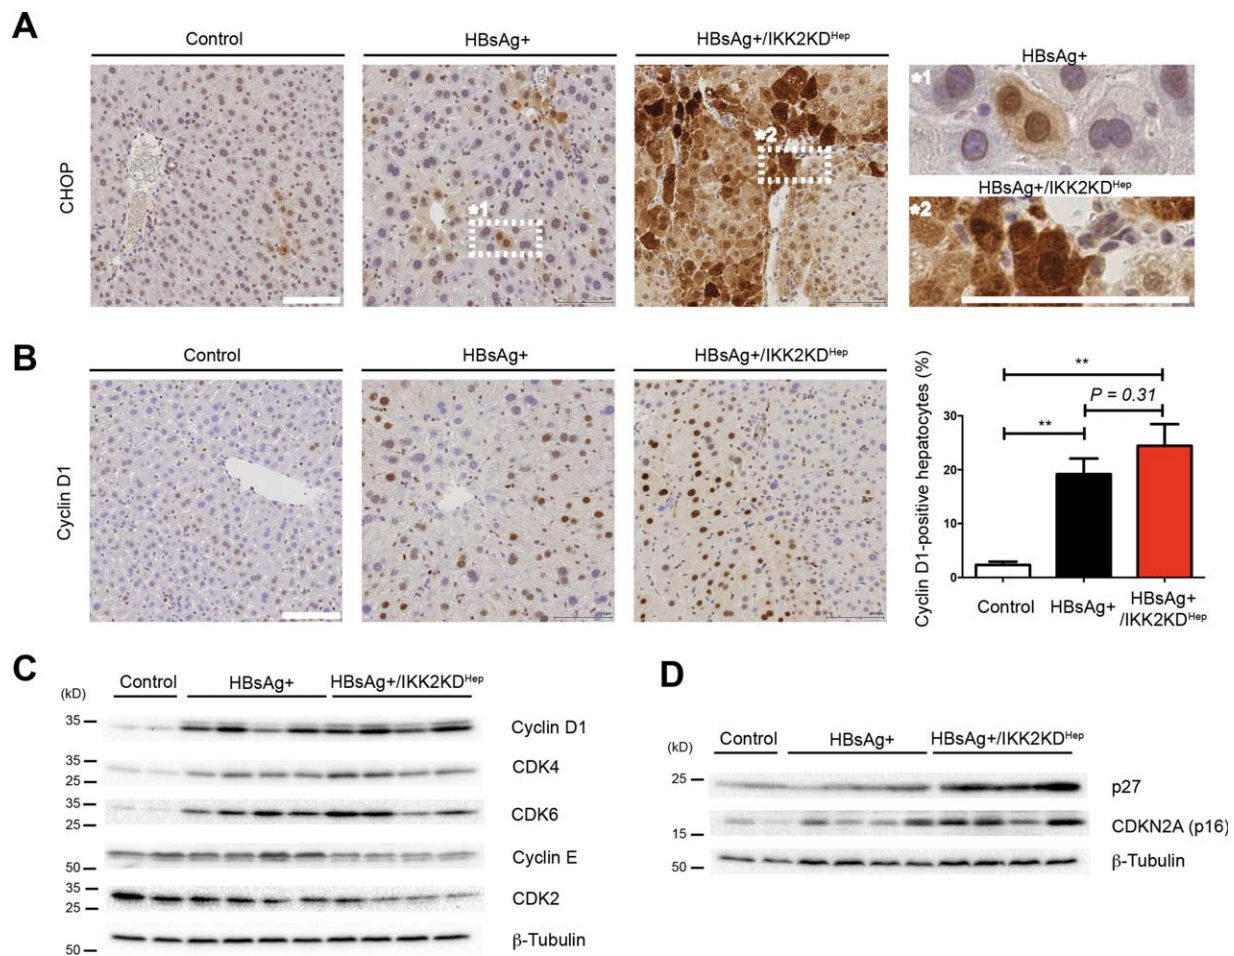 A
Control
HBsAg+
HBsAg+/IKK2KDHep
HBsAg+
CHOP
*1
*2
*1
HBsAg+/IKK2KDHep
*2
B
Control
HBsAg+
HBsAg+/IKK2KDHep
Cyclin D1
Cyclin D1-positive hepatocytes (%)
**
P = 0.31
**
30
20
10
0
Control
HBsAg+
HBsAg+
/IKK2KDHep
C
(kD)
Control
HBsAg+
HBsAg+/IKK2KDHep
35
Cyclin D1
35
25
CDK4
35
25
CDK6
50
Cyclin E
35
25
CDK2
50
β-Tubulin
D
(kD)
Control
HBsAg+
HBsAg+/IKK2KDHep
25
p27
15
CDKN2A (p16)
50
β-Tubulin